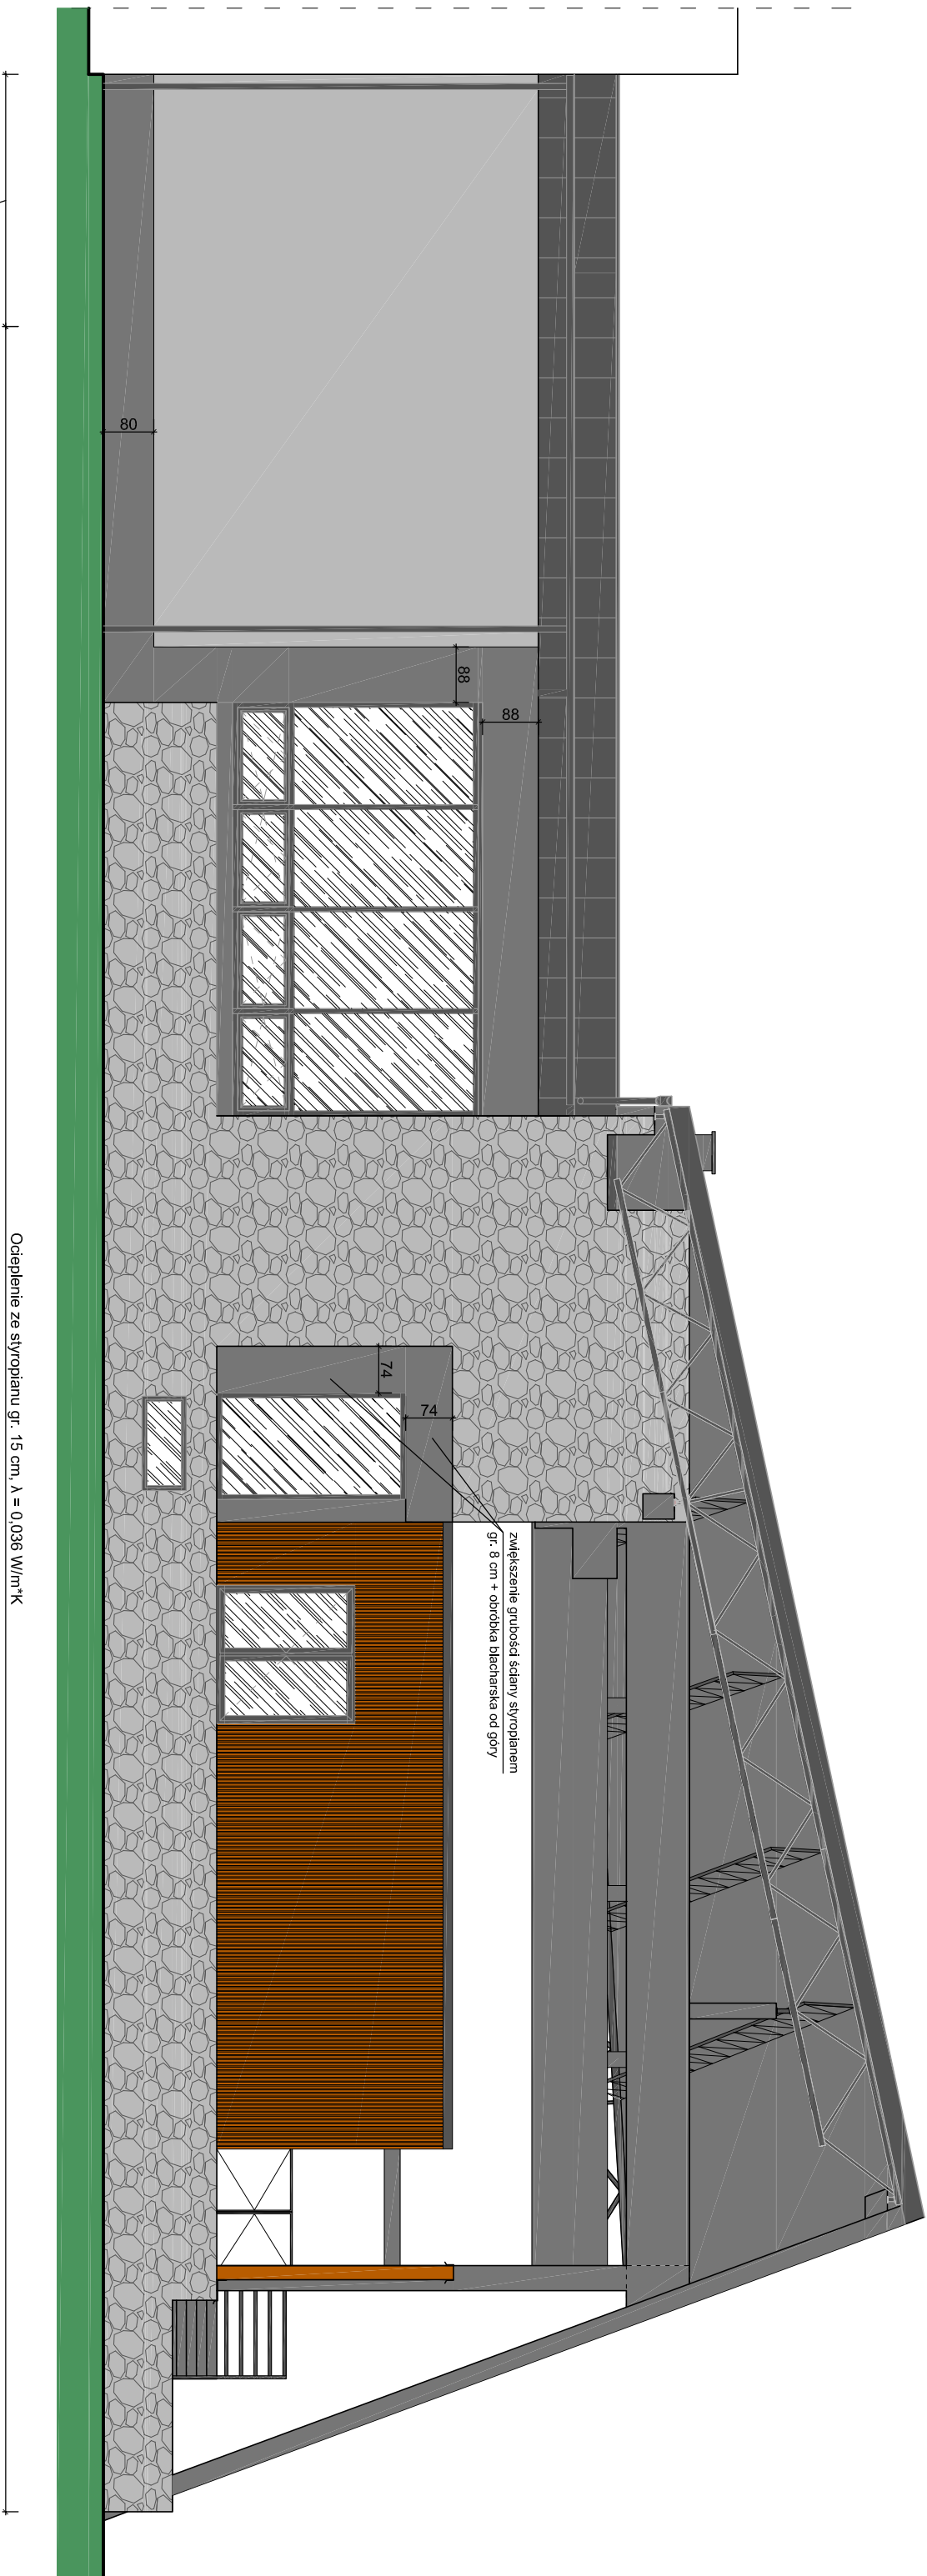 80
88
88
74
74
zwiększenie grubości ściany styropianem
gr. 8 cm + obróbka blacharska od góry
Ocieplenie ze styropianu gr. 15 cm, λ = 0,036 W/m*K